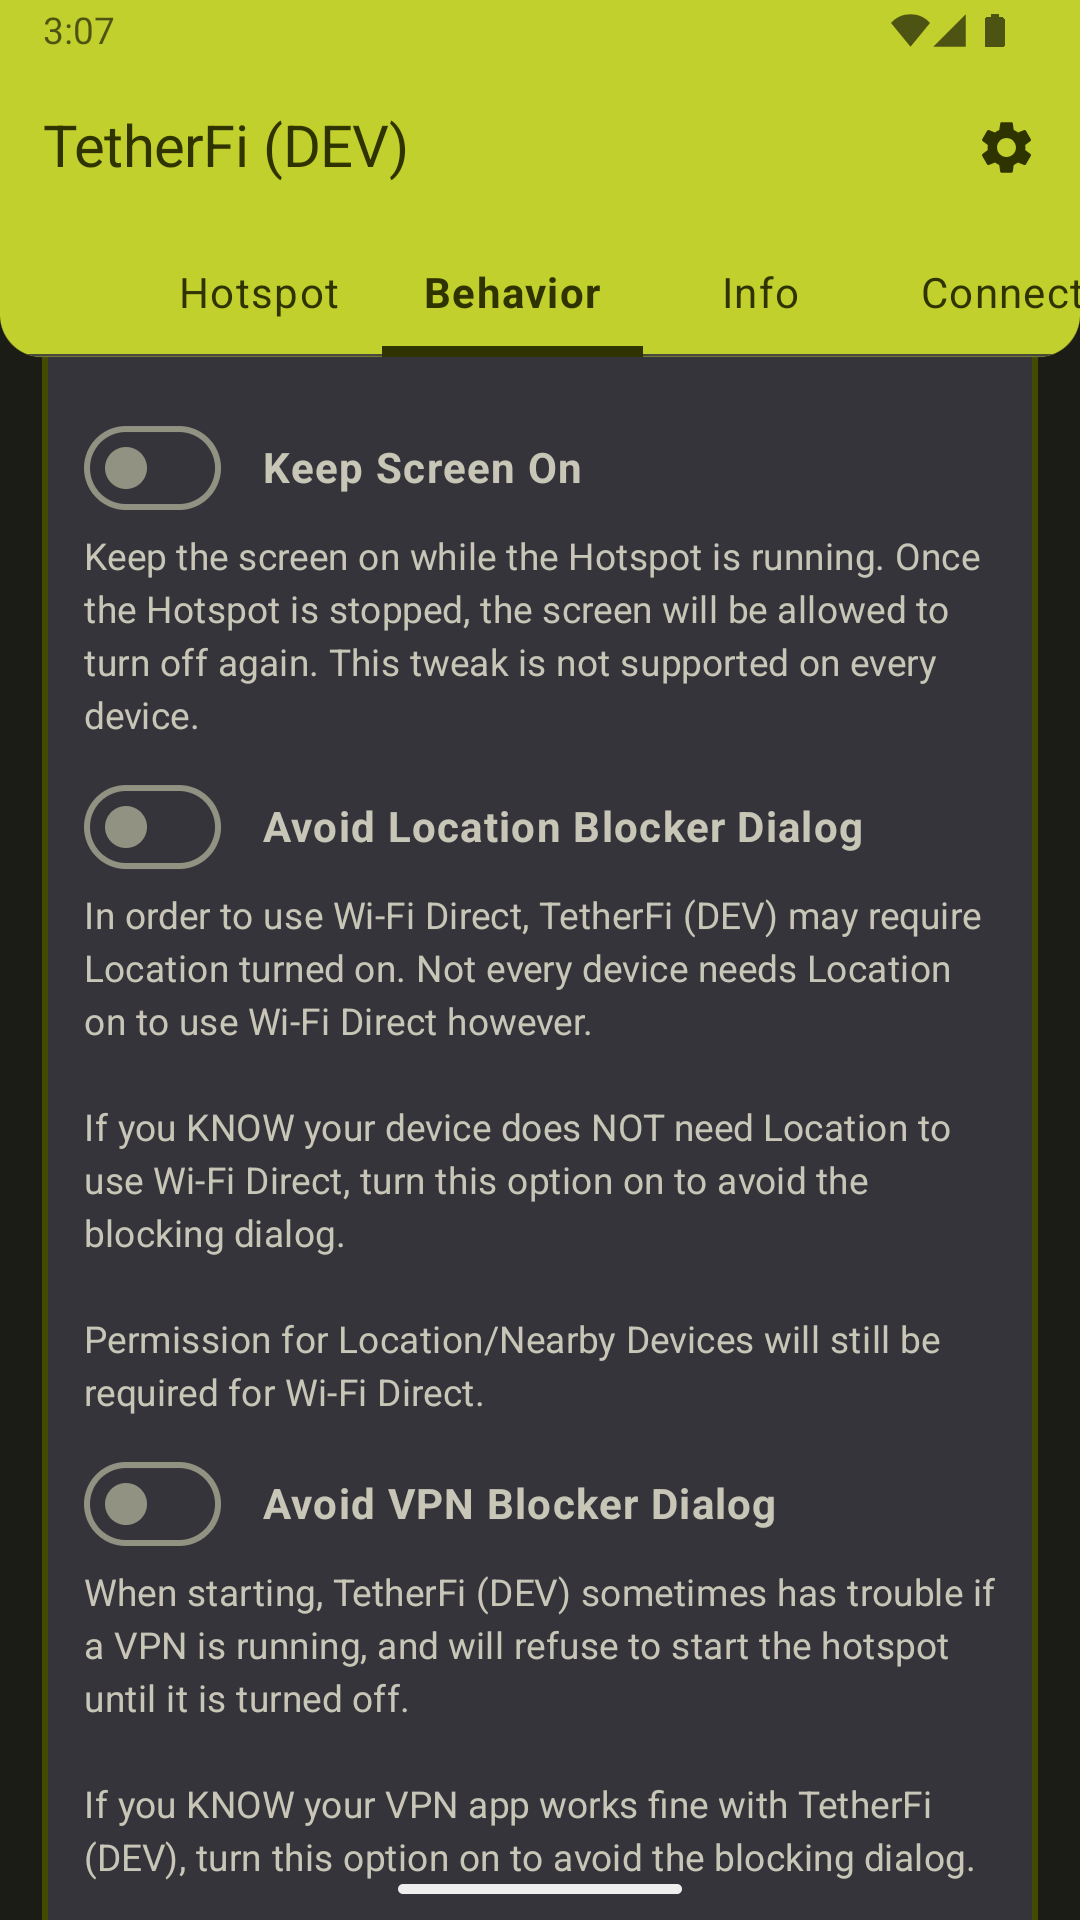 3:07
TetherFi (DEV)
Hotspot
Behavior
Info
Connect
Keep Screen On
Keep the screen on while the Hotspot is running. Once
the Hotspot is stopped, the screen will be allowed to
turn off again. This tweak is not supported on every
device.
Avoid Location Blocker Dialog
In order to use Wi-Fi Direct, TetherFi (DEV) may require
Location turned on. Not every device needs Location
on to use Wi-Fi Direct however.
If you KNOW your device does NOT need Location to
use Wi-Fi Direct, turn this option on to avoid the
blocking dialog.
Permission for Location/Nearby Devices will still be
required for Wi-Fi Direct.
Avoid VPN Blocker Dialog
When starting, TetherFi (DEV) sometimes has trouble if
a VPN is running, and will refuse to start the hotspot
until it is turned off.
If you KNOW your VPN app works fine with TetherFi
(DEV), turn this option on to avoid the blocking dialog.